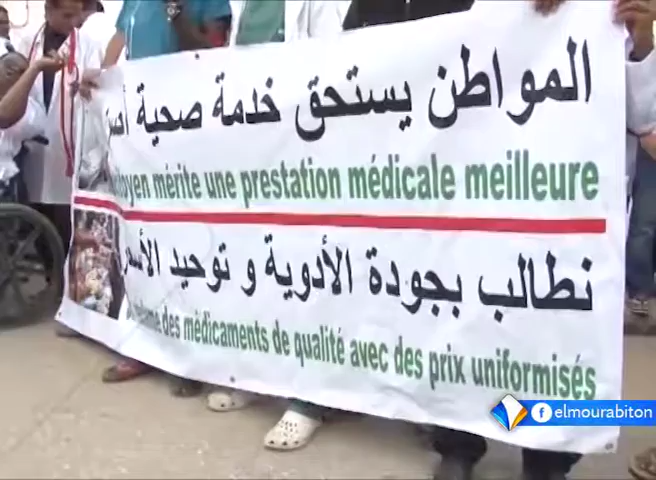 المواطن يستحق خدمة صحية
mérite une prestation médicale meilleure
نطالب بجودة الأدوية و توحيد
des médicaments de qualité avec des prix uniformisés
elmourabiton